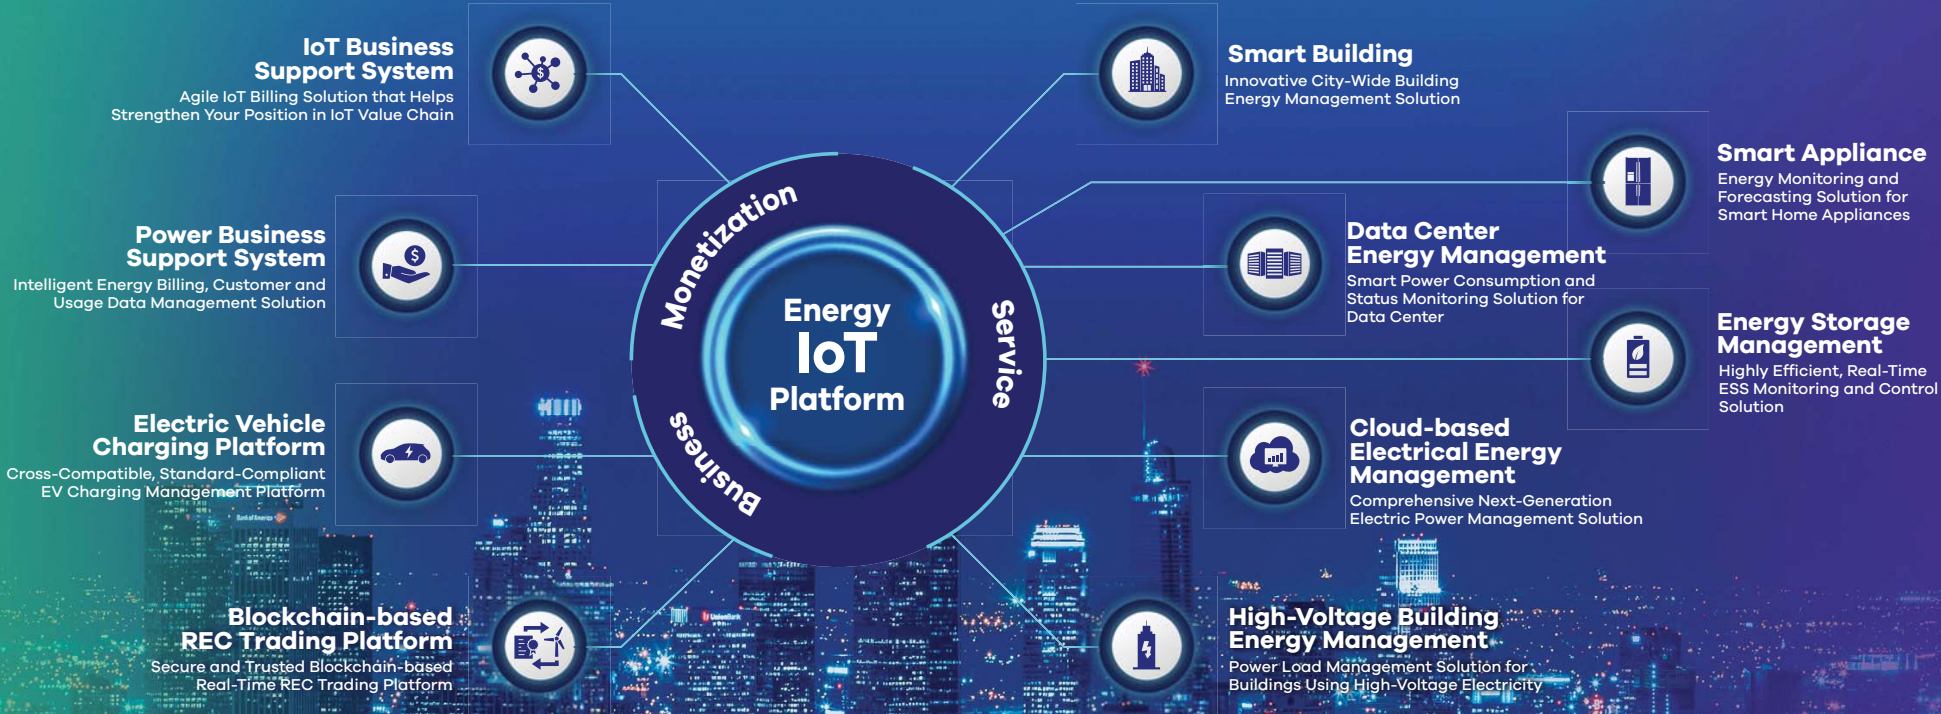 IoT Business
Support System
Agile IoT Billing Solution that Helps
Strengthen Your Position in IoT Value Chain
Power Business
Support System
Intelligent Energy Billing, Customer and
Usage Data Management Solution
Electric Vehicle
Charging Platform
Cross-Compatible, Standard-Compliant
EV Charging Management Platform
Blockchain-based
REC Trading Platform
Secure and Trusted Blockchain-based
Real-Time REC Trading Platform
Monetization
Business
Service
Energy
IoT
Platform
Smart Building
Innovative City-Wide Building
Energy Management Solution
Smart Appliance
Energy Monitoring and
Forecasting Solution for
Smart Home Appliances
Data Center
Energy Management
Smart Power Consumption and
Status Monitoring Solution for
Data Center
Energy Storage
Management
Highly Efficient, Real-Time
ESS Monitoring and Control
Solution
Cloud-based
Electrical Energy
Management
Comprehensive Next-Generation
Electric Power Management Solution
High-Voltage Building
Energy Management
Power Load Management Solution for
Buildings Using High-Voltage Electricity
Bank of America
UnionBank
$
$